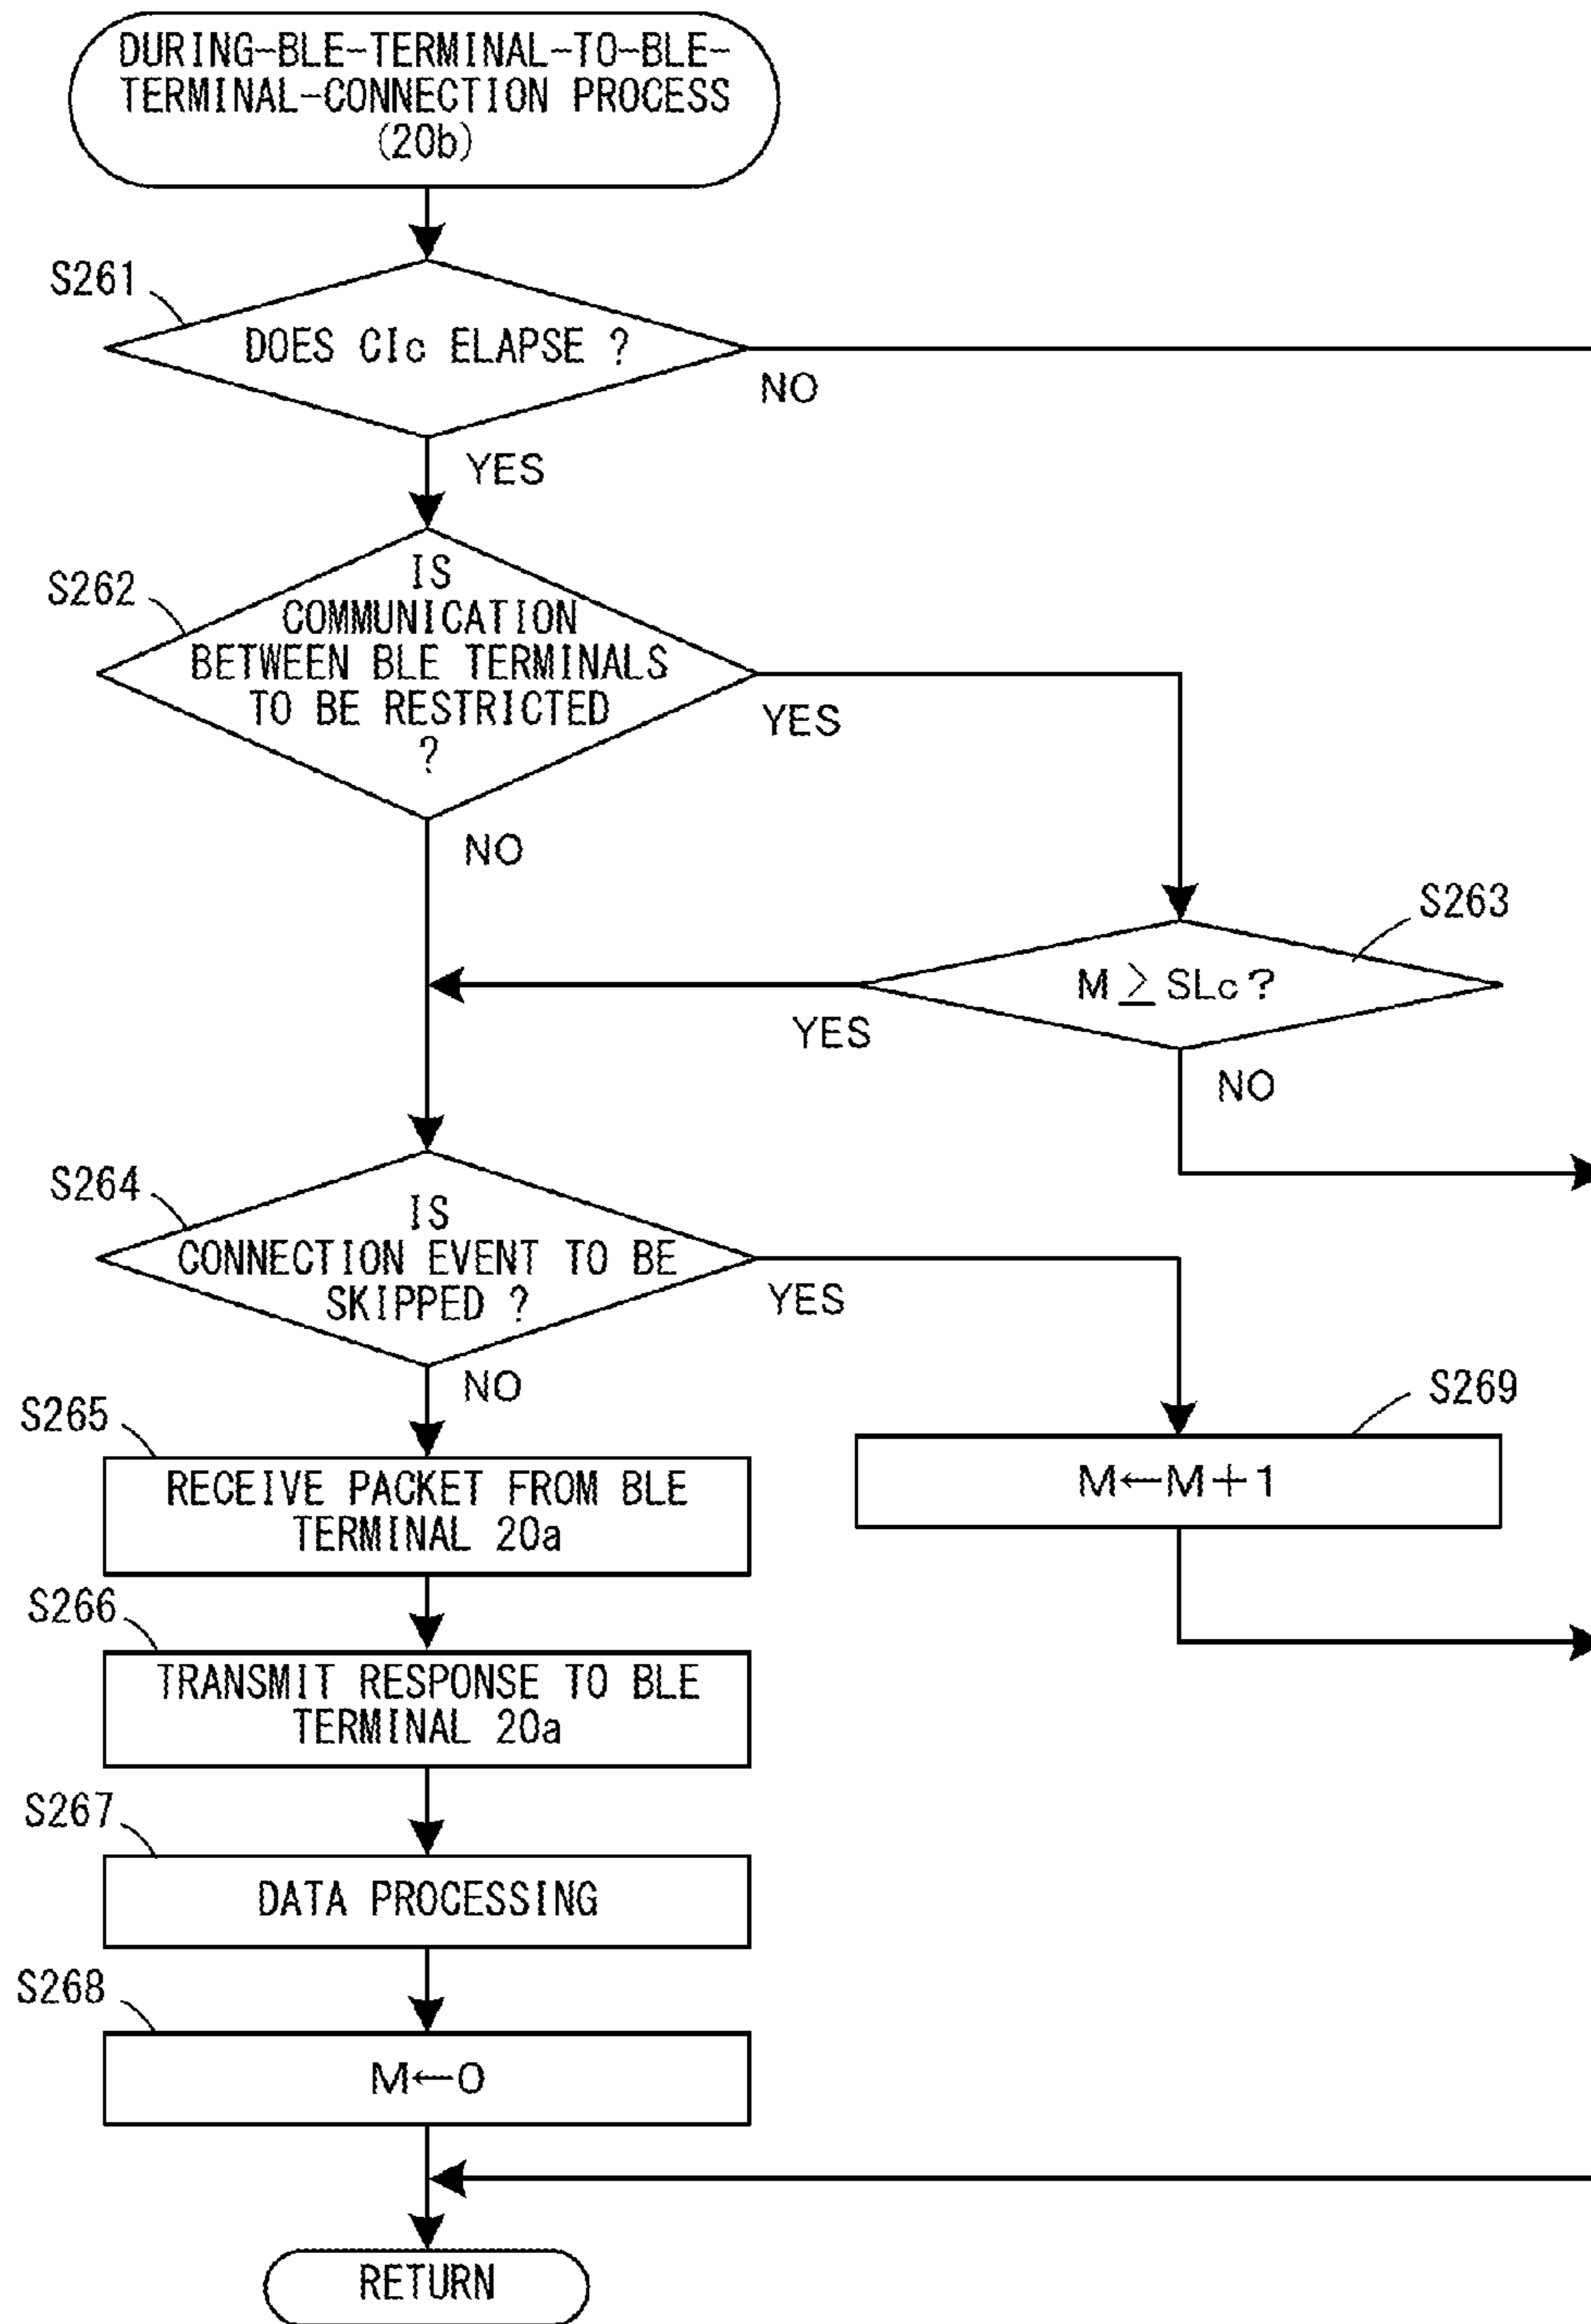 DURING-BLE-TERMINAL-TO-BLE-
TERMINAL-CONNECTION PROCESS
(20b)
S261
DOES CIc ELAPSE ?
NO
YES
S262
IS
COMMUNICATION
BETWEEN BLE TERMINALS
TO BE RESTRICTED
?
YES
NO
S263
M ≧ SLc?
YES
NO
S264
IS
CONNECTION EVENT TO BE
SKIPPED ?
YES
NO
S265
RECEIVE PACKET FROM BLE
TERMINAL 20a
S269
M←M+1
S266
TRANSMIT RESPONSE TO BLE
TERMINAL 20a
S267
DATA PROCESSING
S268
M←0
RETURN